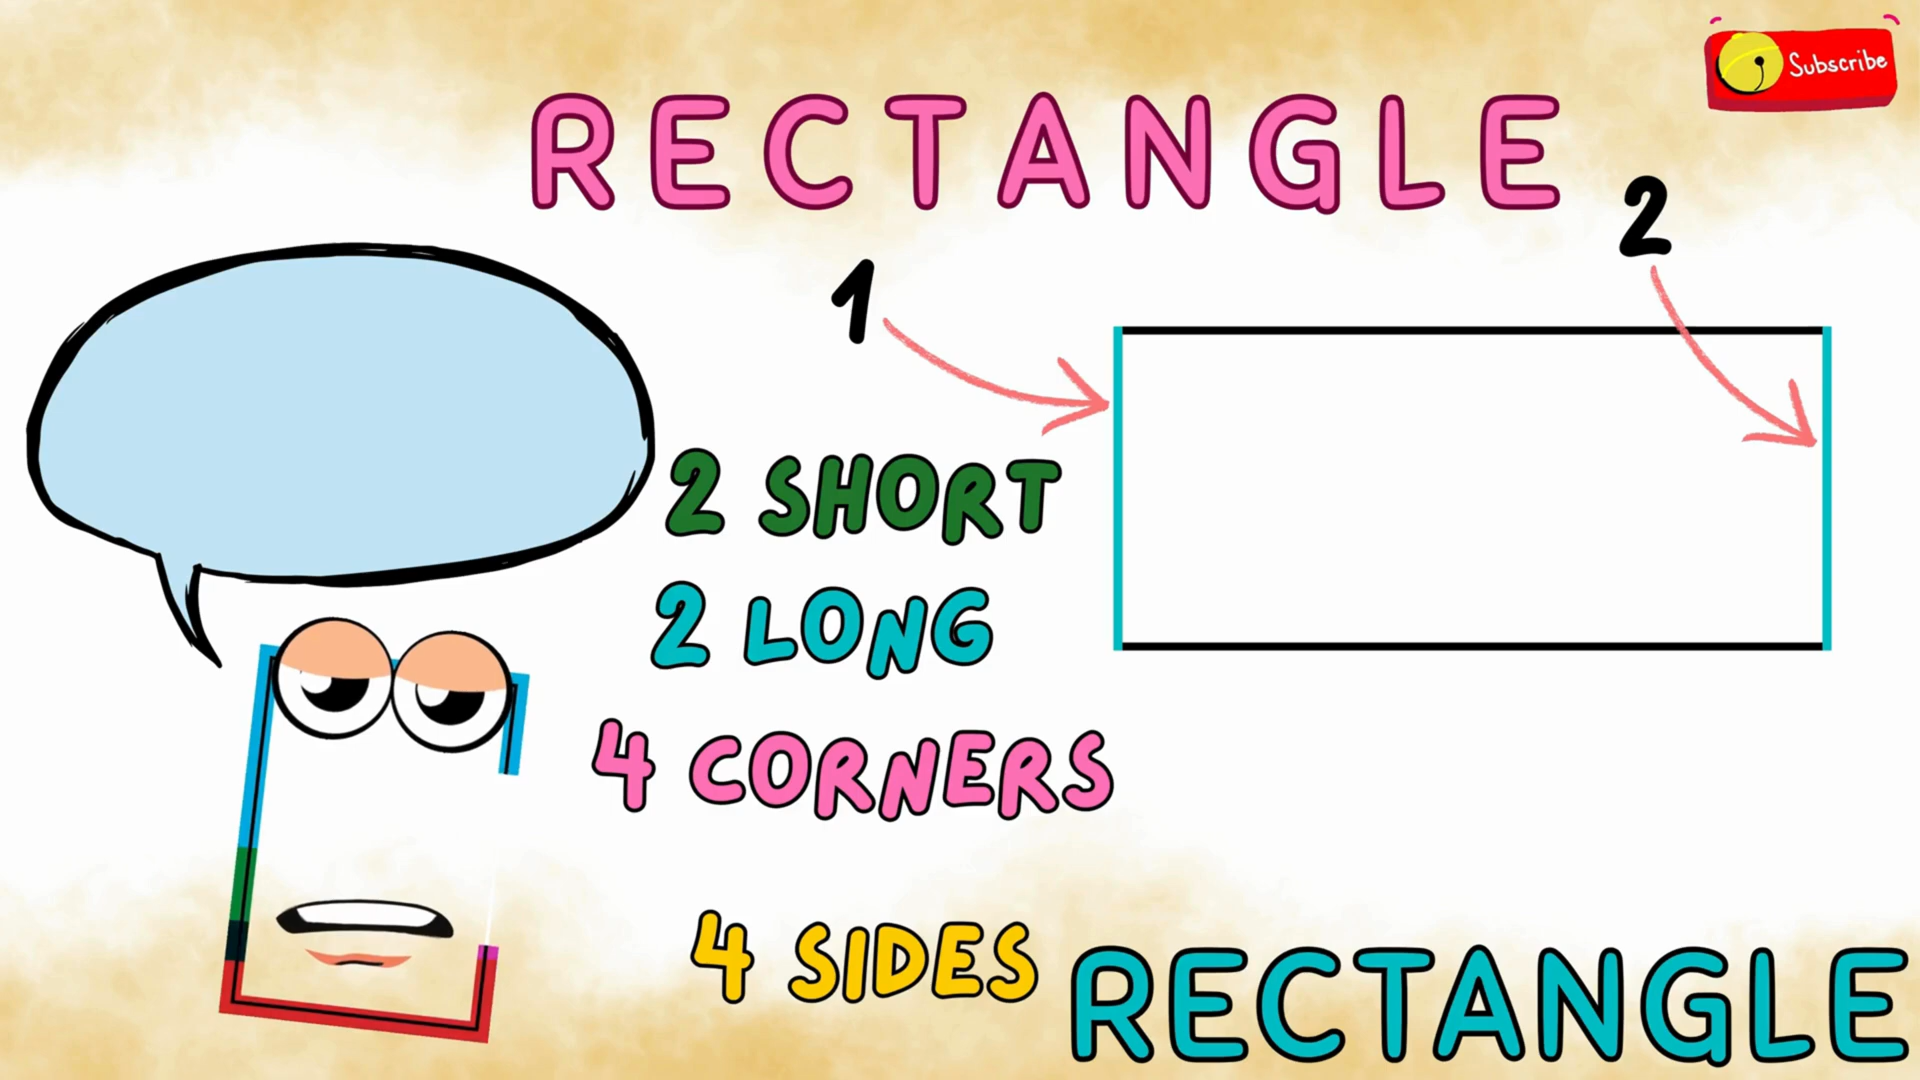 Subscribe
RECTANGLE
1
2
2 SHORT
2 LONG
4 CORNERS
4 SIDES
RECTANGLE